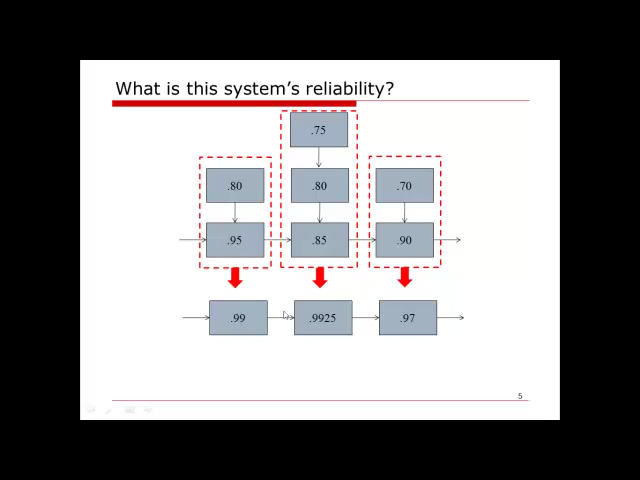 What is this system's reliability?
.75
.80 .80 .70
.95 .85 .90
.99 .9925 .97
5